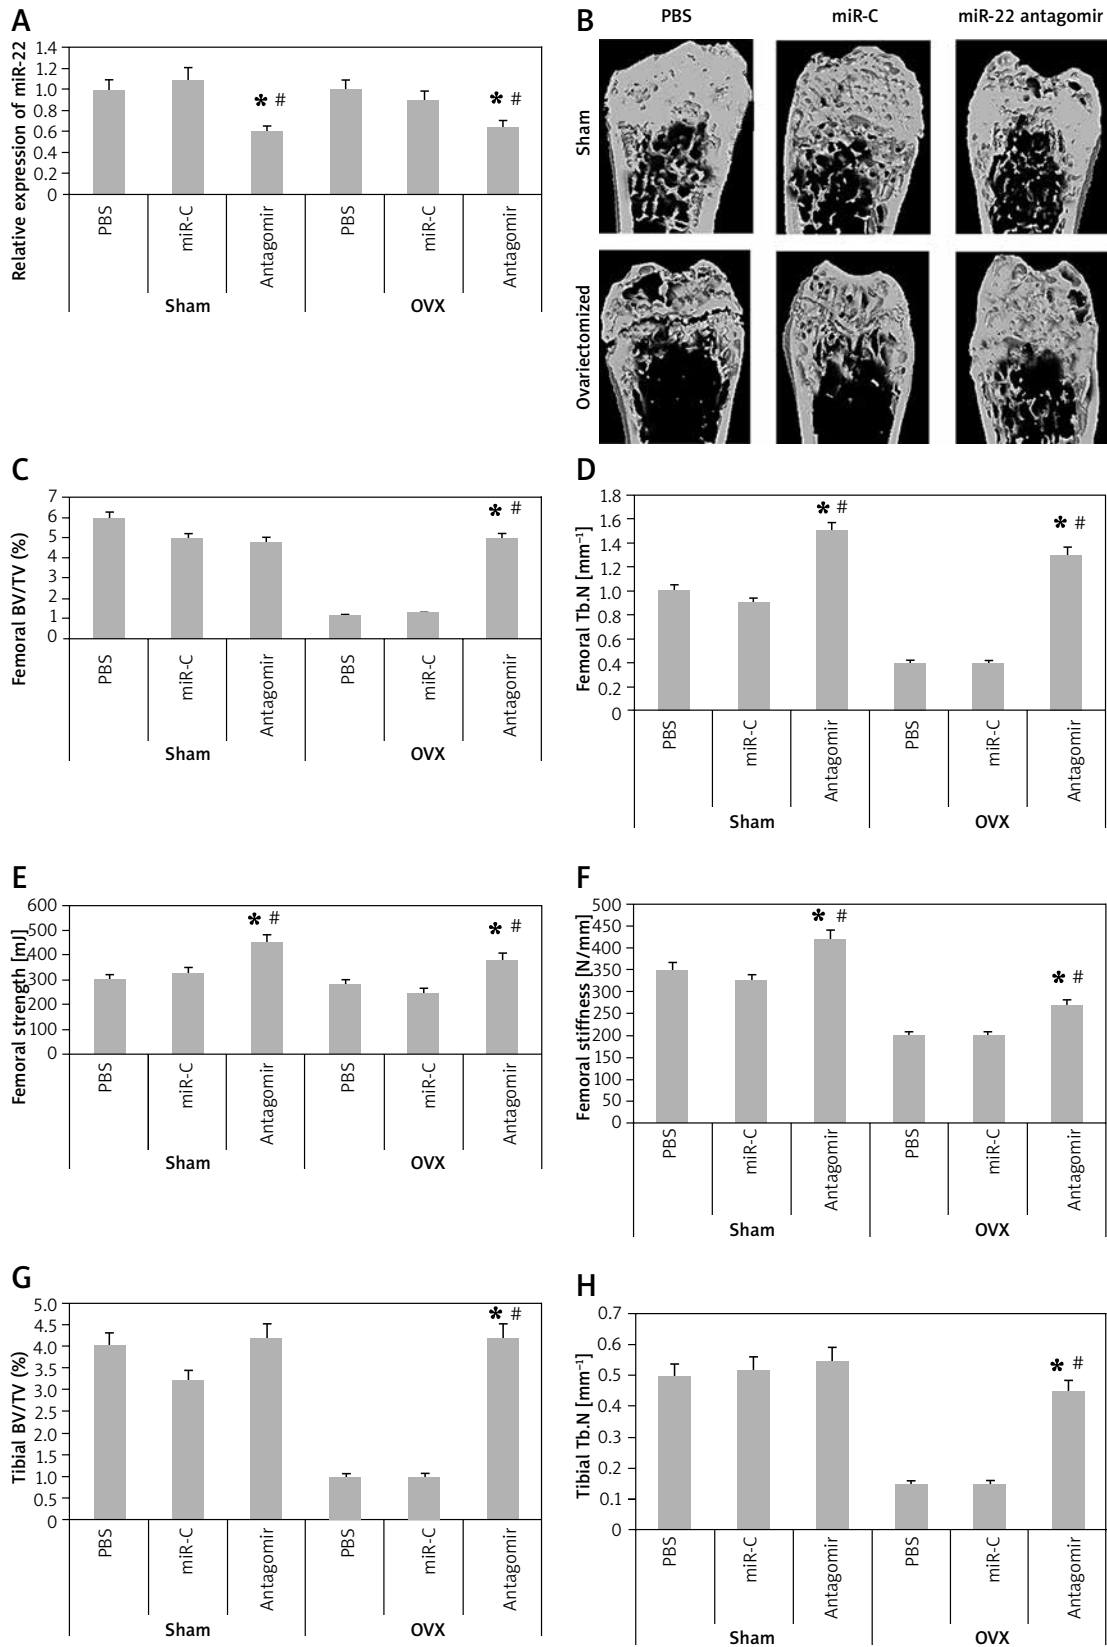 A
Relative expression of miR-22
1.4
1.2
1.0
0.8
0.6
0.4
0.2
0
* #
* #
PBS
miR-C
Antagomir
PBS
miR-C
Antagomir
Sham
OVX
B
PBS
miR-C
miR-22 antagomir
Sham
Ovariectomized
C
Femoral BV/TV (%)
7
6
5
4
3
2
1
0
* #
PBS
miR-C
Antagomir
PBS
miR-C
Antagomir
Sham
OVX
D
Femoral Tb.N [mm⁻¹]
1.8
1.6
1.4
1.2
1.0
0.8
0.6
0.4
0.2
0
* #
* #
PBS
miR-C
Antagomir
PBS
miR-C
Antagomir
Sham
OVX
E
Femoral strength [mJ]
600
500
400
300
200
100
0
* #
* #
PBS
miR-C
Antagomir
PBS
miR-C
Antagomir
Sham
OVX
F
Femoral stiffness [N/mm]
500
450
400
350
300
250
200
150
100
50
0
* #
* #
PBS
miR-C
Antagomir
PBS
miR-C
Antagomir
Sham
OVX
G
Tibial BV/TV (%)
5.0
4.5
4.0
3.5
3.0
2.5
2.0
1.5
1.0
0.5
0
* #
PBS
miR-C
Antagomir
PBS
miR-C
Antagomir
Sham
OVX
H
Tibial Tb.N [mm⁻¹]
0.7
0.6
0.5
0.4
0.3
0.2
0.1
0
* #
PBS
miR-C
Antagomir
PBS
miR-C
Antagomir
Sham
OVX